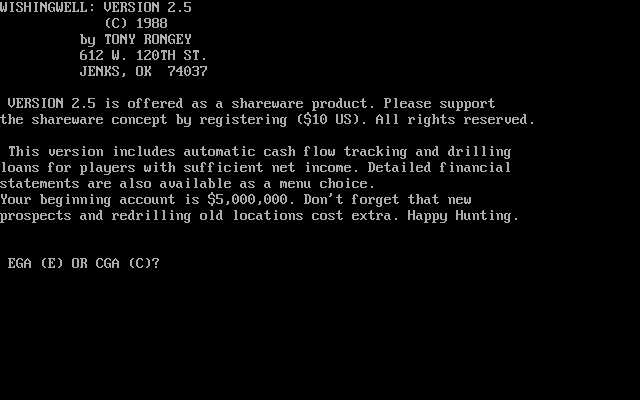 WISHINGWELL: VERSION 2.5
(C) 1988
by TONY RONGEY
612 W. 120TH ST.
JENKS, OK  74037
VERSION 2.5 is offered as a shareware product. Please support
the shareware concept by registering ($10 US). All rights reserved.
This version includes automatic cash flow tracking and drilling
loans for players with sufficient net income. Detailed financial
statements are also available as a menu choice.
Your beginning account is $5,000,000. Don't forget that new
prospects and redrilling old locations cost extra. Happy Hunting.
EGA (E) OR CGA (C)?